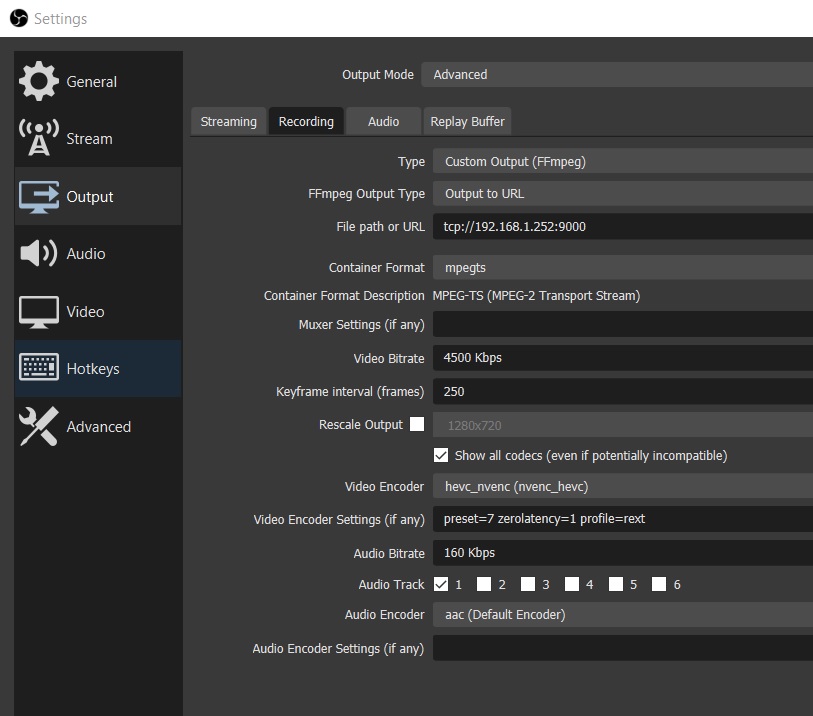 Settings
General
Stream
Output
Audio
Video
Hotkeys
Advanced
Output Mode Advanced
Streaming Recording Audio Replay Buffer
Type Custom Output (FFmpeg)
FFmpeg Output Type Output to URL
File path or URL tcp://192.168.1.252:9000
Container Format mpegts
Container Format Description MPEG-TS (MPEG-2 Transport Stream)
Muxer Settings (if any)
Video Bitrate 4500 Kbps
Keyframe interval (frames) 250
Rescale Output 1280x720
Show all codecs (even if potentially incompatible)
Video Encoder hevc_nvenc (nvenc_hevc)
Video Encoder Settings (if any) preset=7 zerolatency=1 profile=rext
Audio Bitrate 160 Kbps
Audio Track 1 2 3 4 5 6
Audio Encoder aac (Default Encoder)
Audio Encoder Settings (if any)